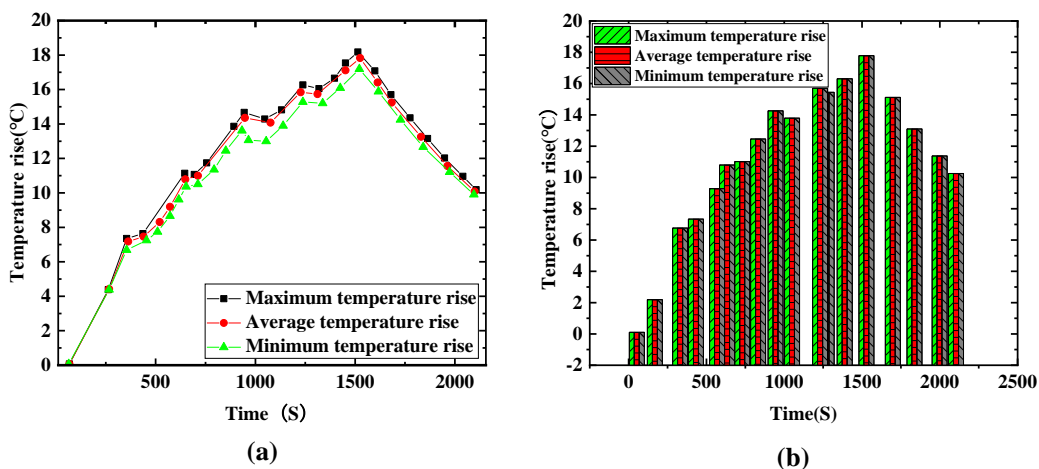 (a)
20
18
16
14
12
10
8
6
4
2
0
Temperature rise(℃)
Maximum temperature rise
Average temperature rise
Minimum temperature rise
500 1000 1500 2000
Time（S）
(a)
(b)
20
18
16
14
12
10
8
6
4
2
0
-2
Temperature rise(℃)
Maximum temperature rise
Average temperature rise
Minimum temperature rise
0 500 1000 1500 2000 2500
Time(S)
(b)